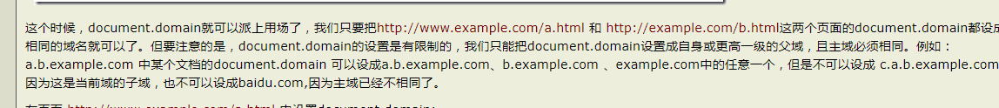 这个时候，document.domain就可以派上用场了，我们只要把http://www.example.com/a.html 和 http://example.com/b.html这两个页面的document.domain都设成
相同的域名就可以了。但要注意的是，document.domain的设置是有限制的，我们只能把document.domain设置成自身或更高一级的父域，且主域必须相同。例如：
a.b.example.com 中某个文档的document.domain 可以设成a.b.example.com、b.example.com 、example.com中的任意一个，但是不可以设成 c.a.b.example.com
因为这是当前域的子域，也不可以设成baidu.com,因为主域已经不相同了。
在页面 http://www.example.com/a.html 中设置document.domain: